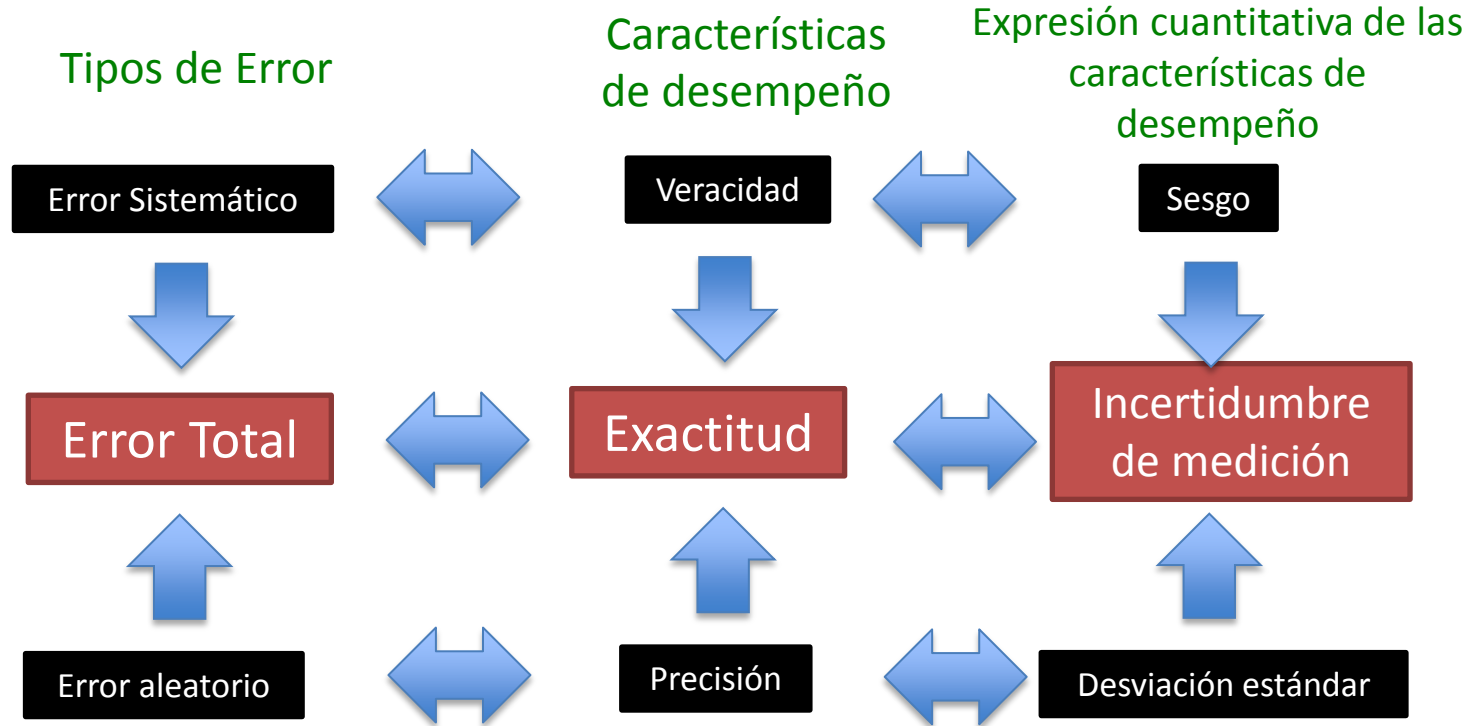 Tipos de Error
Características
de desempeño
Expresión cuantitativa de las
características de
desempeño
Error Sistemático
Veracidad
Sesgo
Error Total
Exactitud
Incertidumbre
de medición
Error aleatorio
Precisión
Desviación estándar